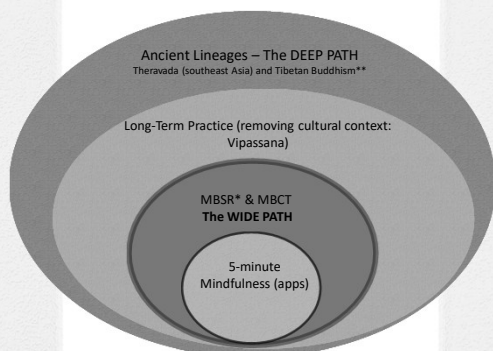 Ancient Lineages – The DEEP PATH
Theravada (southeast Asia) and Tibetan Buddhism**
Long-Term Practice (removing cultural context:
Vipassana)
MBSR* & MBCT
The WIDE PATH
5-minute
Mindfulness (apps)